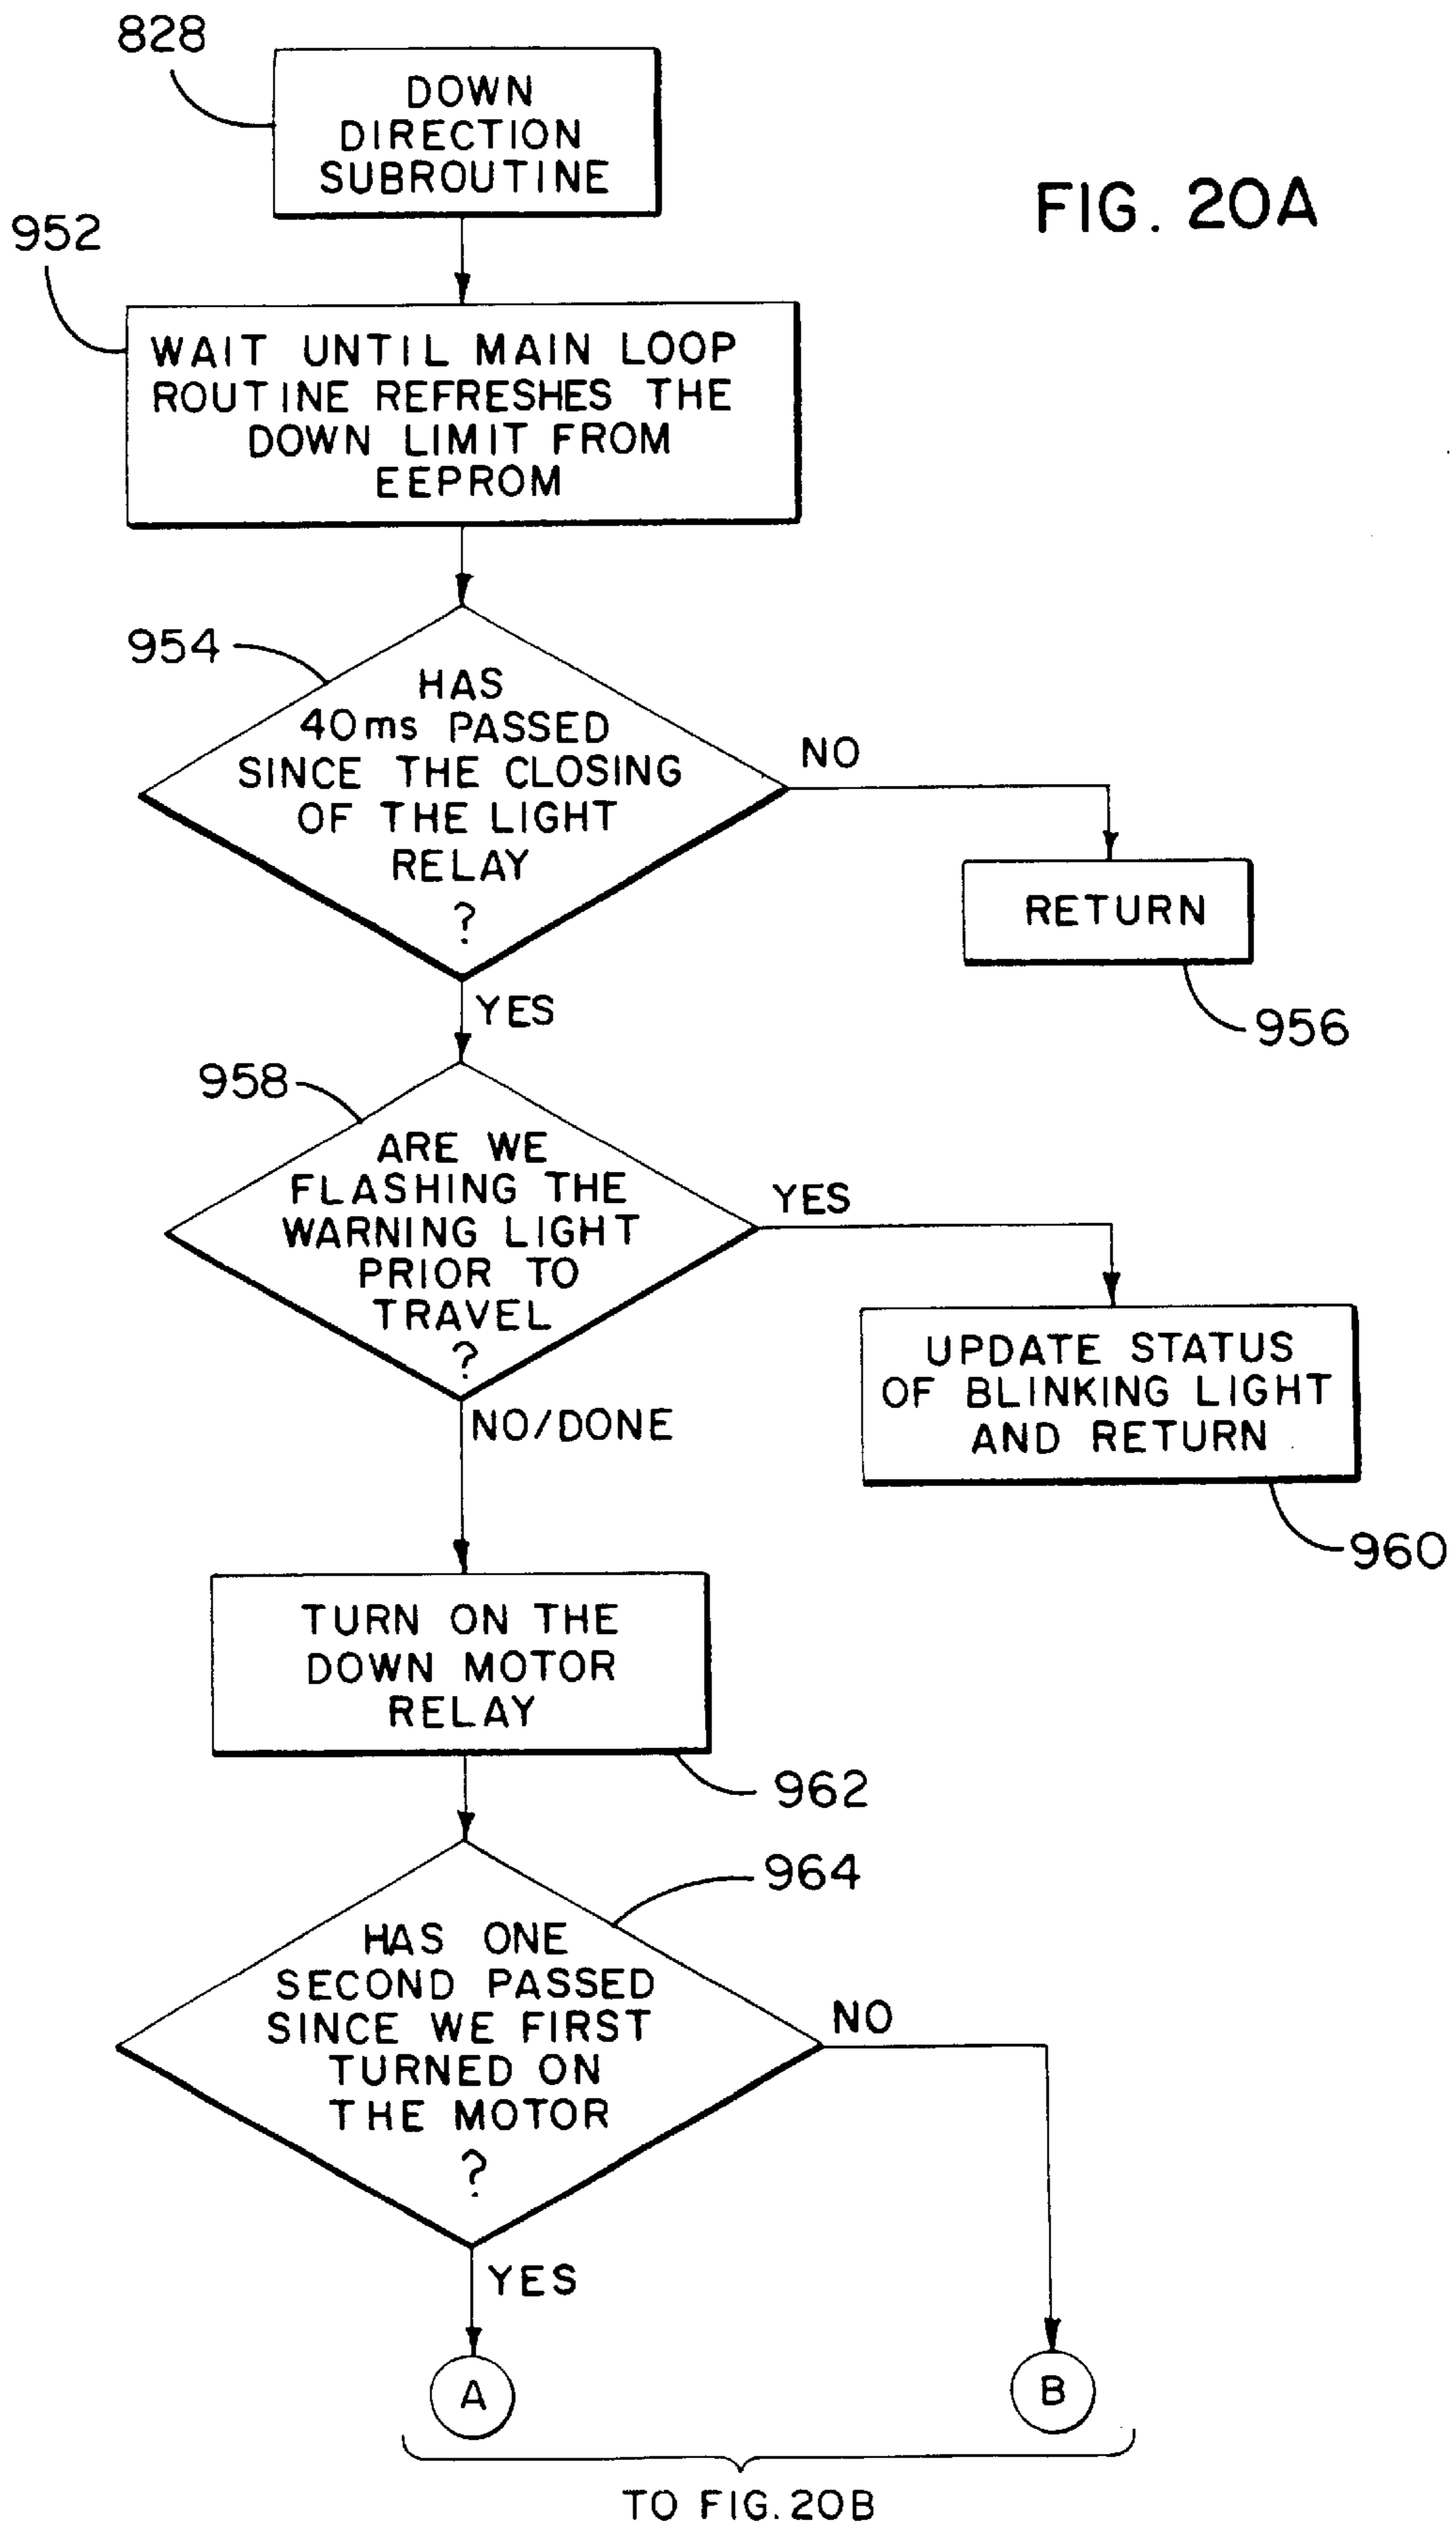 828
DOWN
DIRECTION
SUBROUTINE
FIG. 20A
952
WAIT UNTIL MAIN LOOP
ROUTINE REFRESHES THE
DOWN LIMIT FROM
EEPROM
954
HAS
40ms PASSED
SINCE THE CLOSING
OF THE LIGHT
RELAY
?
NO
RETURN
956
YES
958
ARE WE
FLASHING THE
WARNING LIGHT
PRIOR TO
TRAVEL
?
YES
UPDATE STATUS
OF BLINKING LIGHT
AND RETURN
960
NO/DONE
TURN ON THE
DOWN MOTOR
RELAY
962
964
HAS ONE
SECOND PASSED
SINCE WE FIRST
TURNED ON
THE MOTOR
?
NO
YES
A
B
TO FIG. 20B